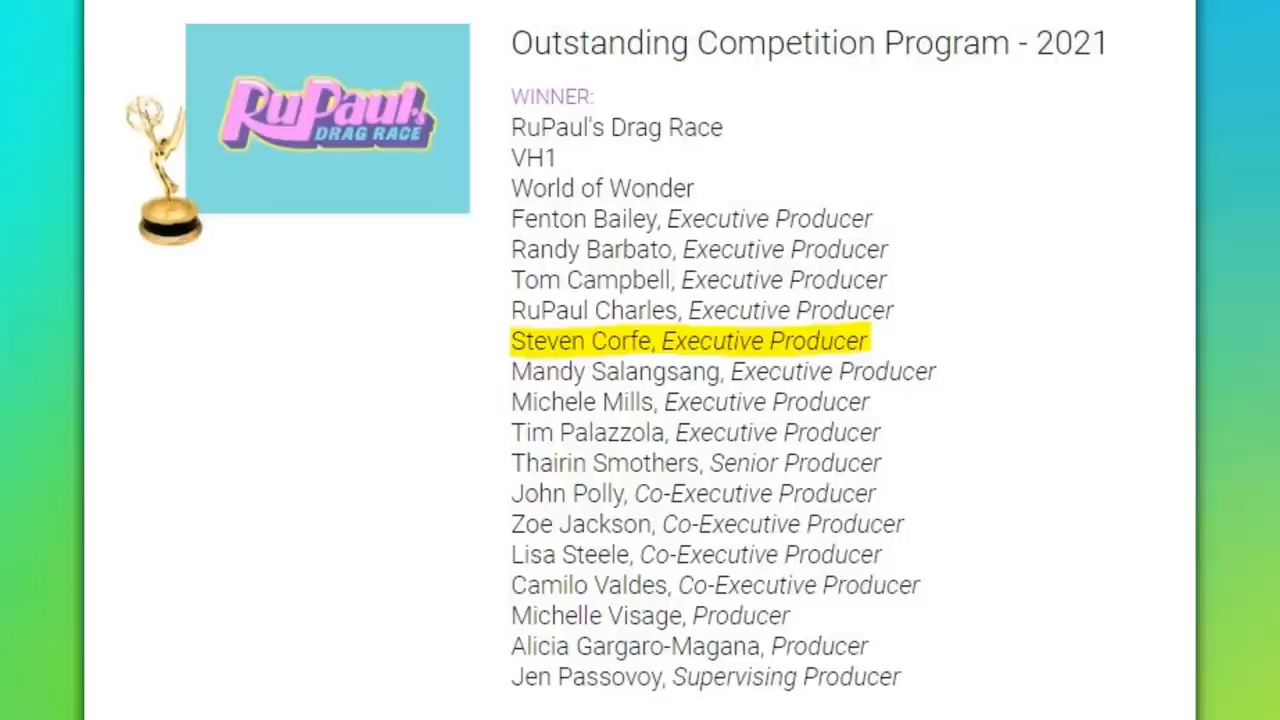 RuPaul's
DRAG RACE
Outstanding Competition Program - 2021
WINNER:
RuPaul's Drag Race
VH1
World of Wonder
Fenton Bailey, Executive Producer
Randy Barbato, Executive Producer
Tom Campbell, Executive Producer
RuPaul Charles, Executive Producer
Steven Corfe, Executive Producer
Mandy Salangsang, Executive Producer
Michele Mills, Executive Producer
Tim Palazzola, Executive Producer
Thairin Smothers, Senior Producer
John Polly, Co-Executive Producer
Zoe Jackson, Co-Executive Producer
Lisa Steele, Co-Executive Producer
Camilo Valdes, Co-Executive Producer
Michelle Visage, Producer
Alicia Gargaro-Magana, Producer
Jen Passovoy, Supervising Producer